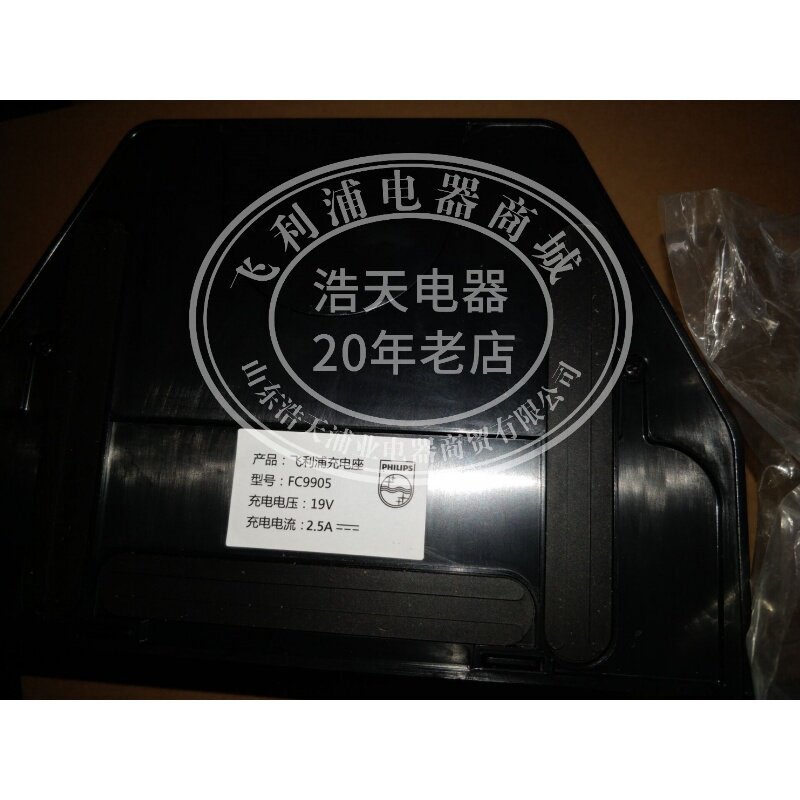 飞利浦电器商城
浩天电器
20年老店
山东浩天浦业电器商贸有限公司
产品：飞利浦充电座
型号：FC9905
充电电压：19V
充电电流：2.5A
PHILIPS